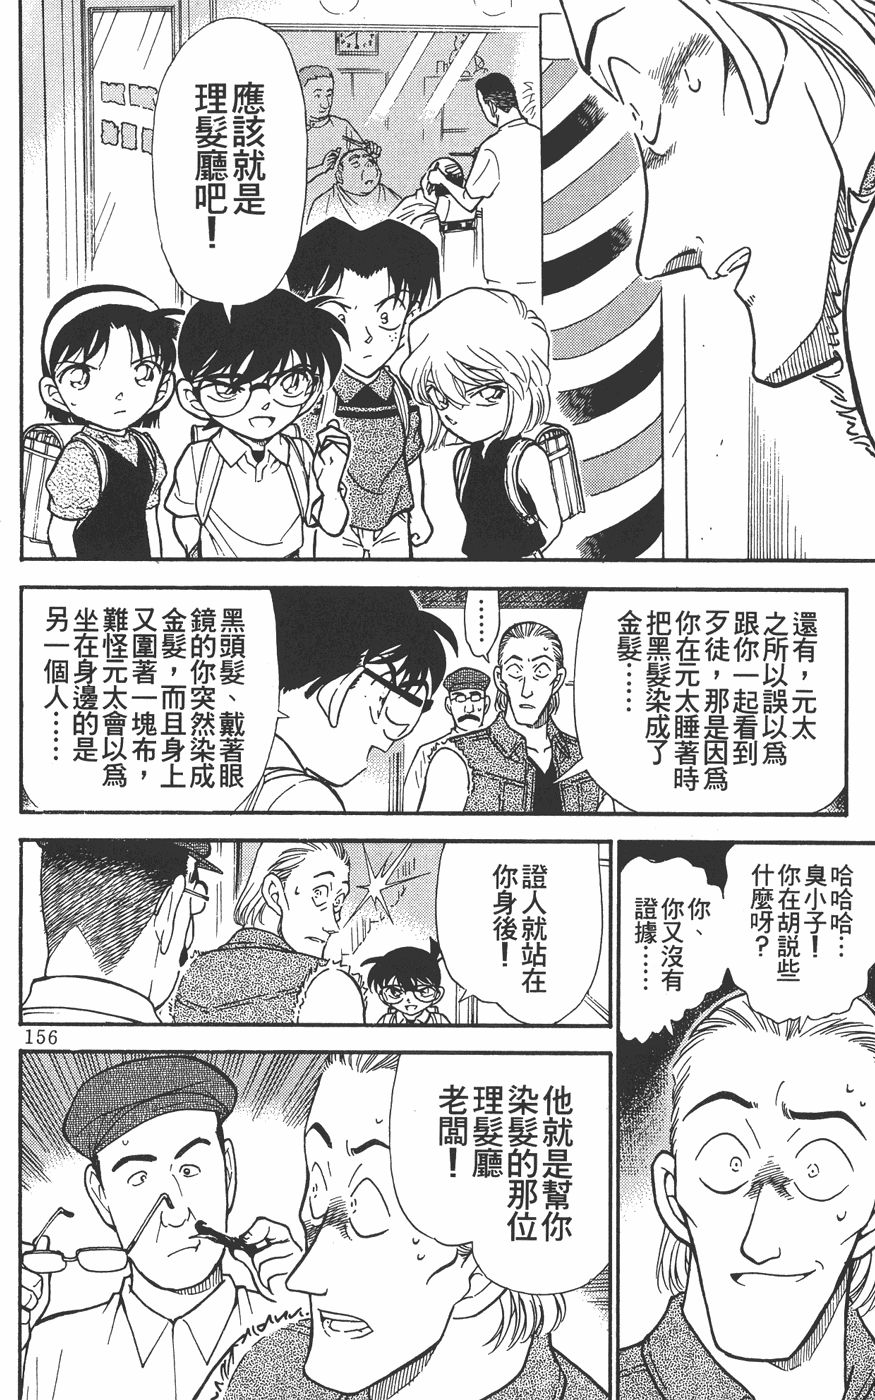 應該就是
理髮廳吧！
還有，元太
之所以誤以為
跟你一起看到
歹徒，那是因為
你在元太睡著時
把黑髮染成了
金髮……
……
黑頭髮、戴著眼
鏡的你突然染成
金髮，而且身上
又圍著一塊布，
難怪元太會以為
坐在身邊的是
另一個人……
哈哈哈…
臭小子！
你在胡說些
什麼呀？
你、
你又沒有
證據……
證人就站在
你身後！
156
他就是幫你
染髮的那位
理髮廳
老闆！